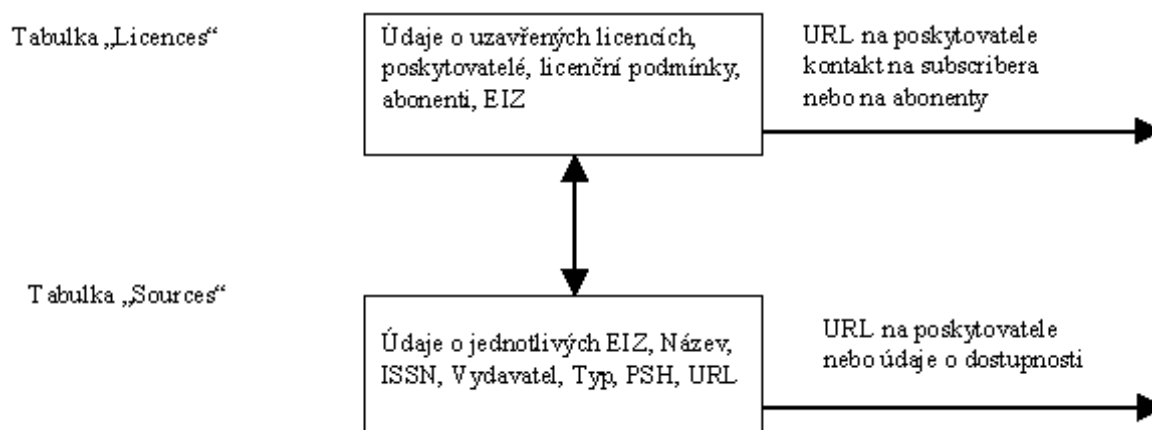 Tabulka „Licences“
Údaje o uzavřených licencích,
poskytovatelé, licenční podmínky,
abonenti, EIZ
URL na poskytovatele
kontakt na subscribera
nebo na abonenty
Tabulka „Sources“
Údaje o jednotlivých EIZ, Název,
ISSN, Vydavatel, Typ, PSH, URL
URL na poskytovatele
nebo údaje o dostupnosti